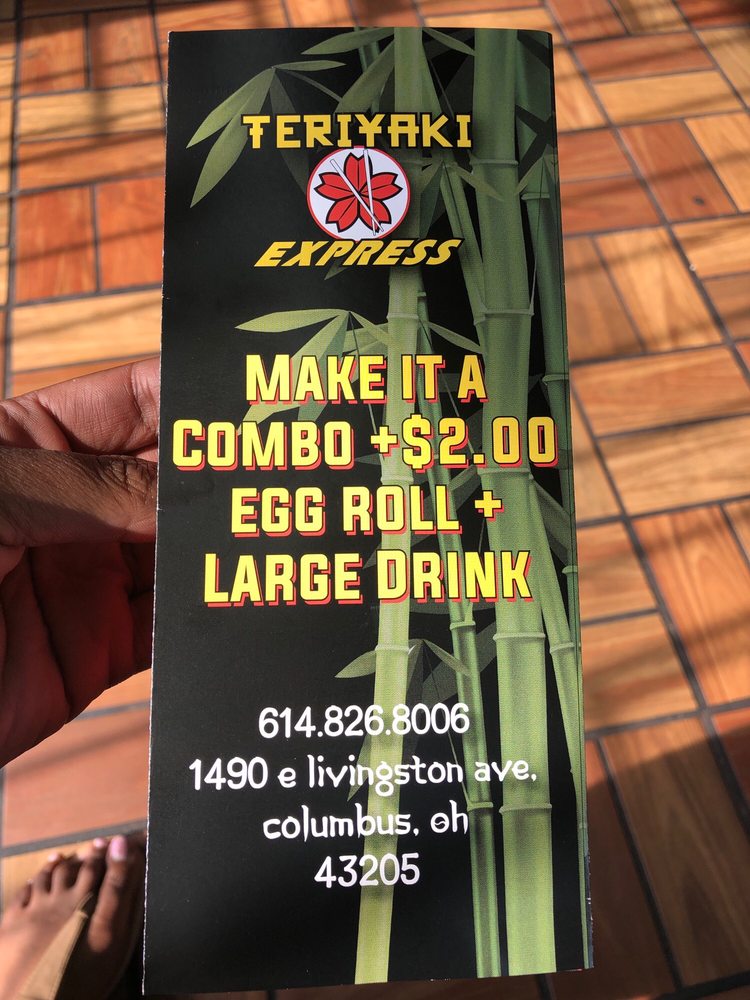 TERIYAKI
EXPRESS
MAKE IT A
COMBO +$2.00
EGG ROLL +
LARGE DRINK
614.826.8006
1490 e livingston ave,
columbus, oh
43205